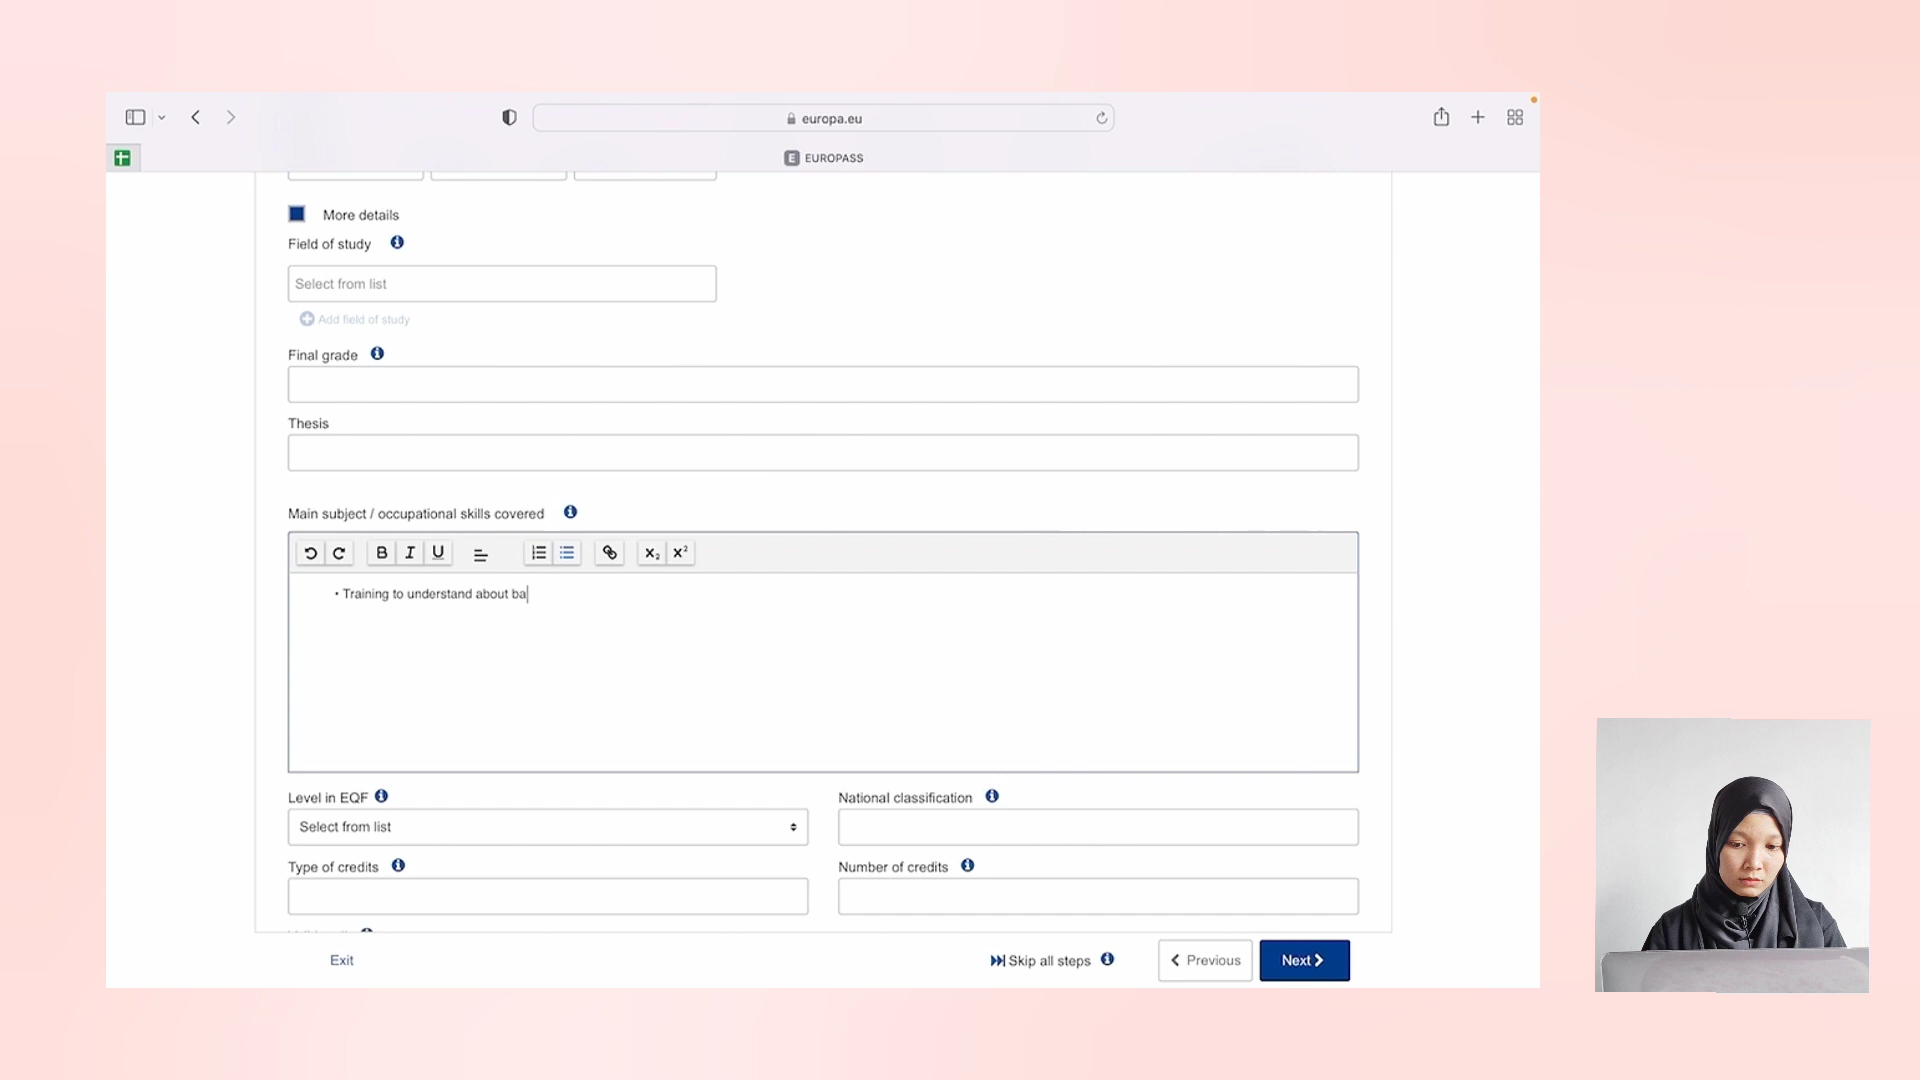 europa.eu
E EUROPASS
More details
Field of study
Select from list
Add field of study
Final grade
Thesis
Main subject / occupational skills covered
B I U
x₂ x²
• Training to understand about ba
Level in EQF
National classification
Select from list
Type of credits
Number of credits
Exit
Skip all steps
Previous
Next